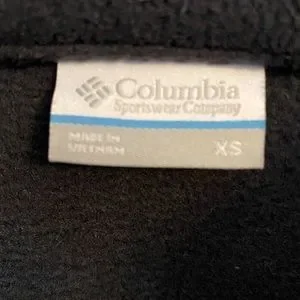 Columbia
Sportswear Company
MADE IN
VIETNAM
XS